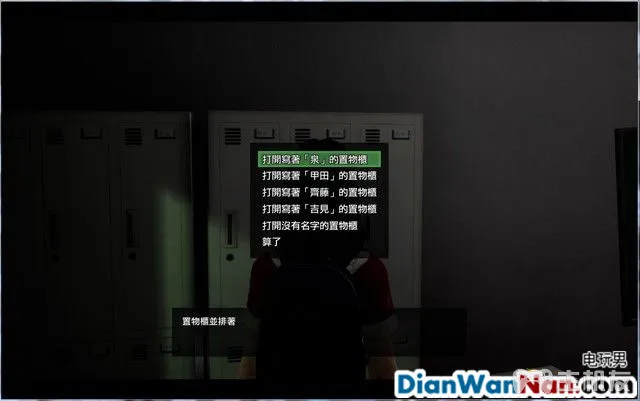 打開寫著「泉」的置物櫃
打開寫著「甲田」的置物櫃
打開寫著「齊藤」的置物櫃
打開寫著「吉見」的置物櫃
打開沒有名字的置物櫃
算了
置物櫃並排著
电玩男
DianWanNan.com